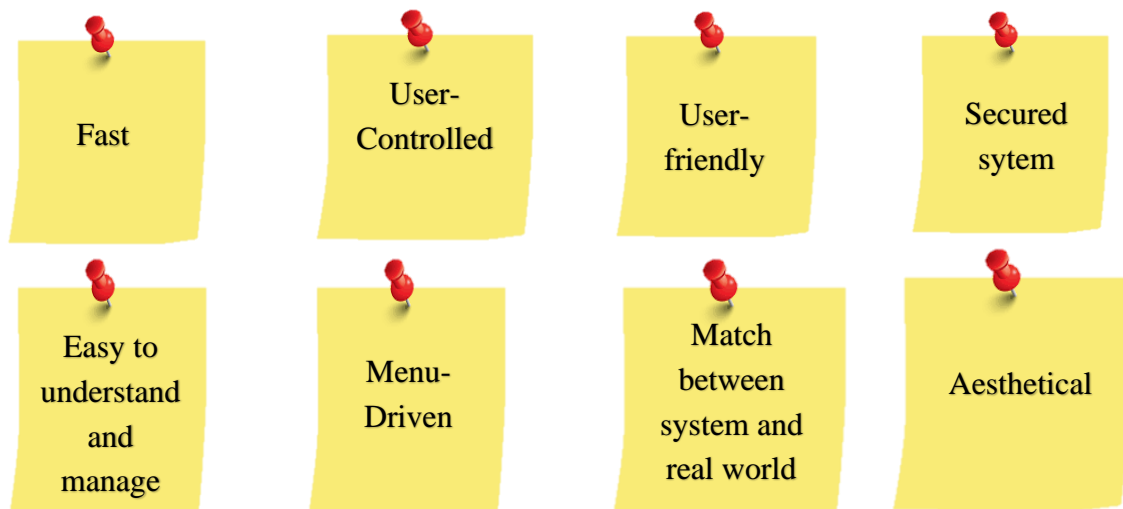 Fast
User-
Controlled
User-
friendly
Secured
sytem
Easy to
understand
and
manage
Menu-
Driven
Match
between
system and
real world
Aesthetical